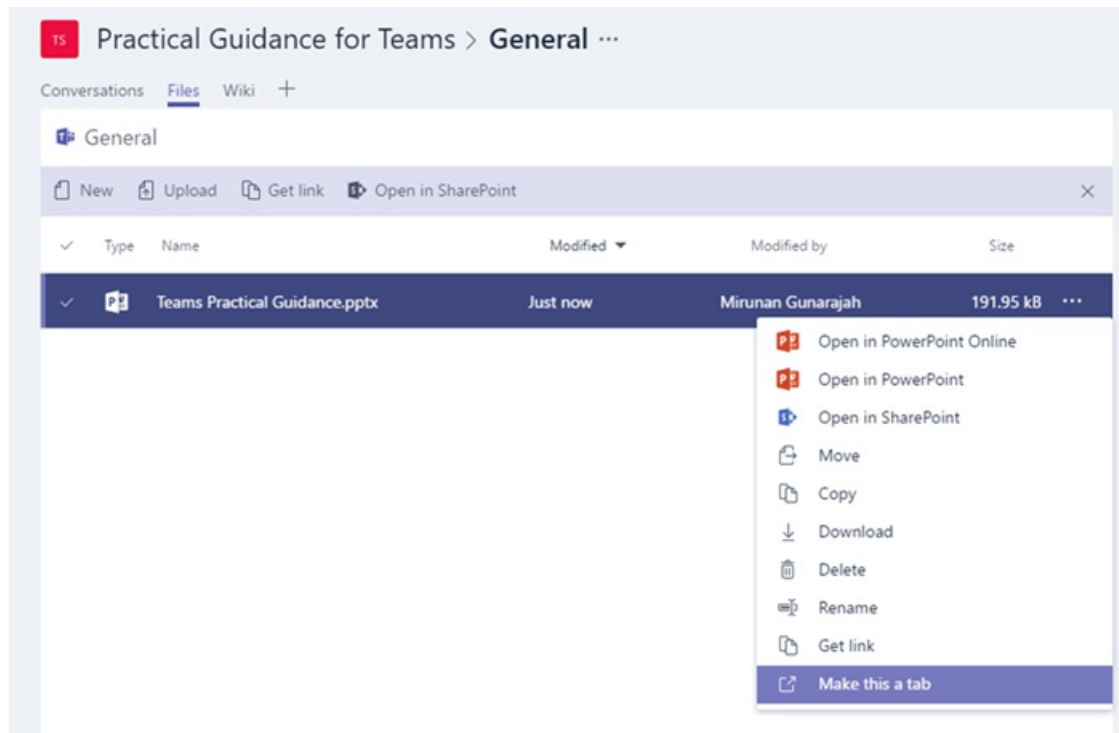 TS Practical Guidance for Teams > General ···
Conversations Files Wiki +
General
New Upload Get link Open in SharePoint
Type Name Modified Modified by Size
Teams Practical Guidance.pptx Just now Mirunan Gunarajah 191.95 kB ···
Open in PowerPoint Online
Open in PowerPoint
Open in SharePoint
Move
Copy
Download
Delete
Rename
Get link
Make this a tab